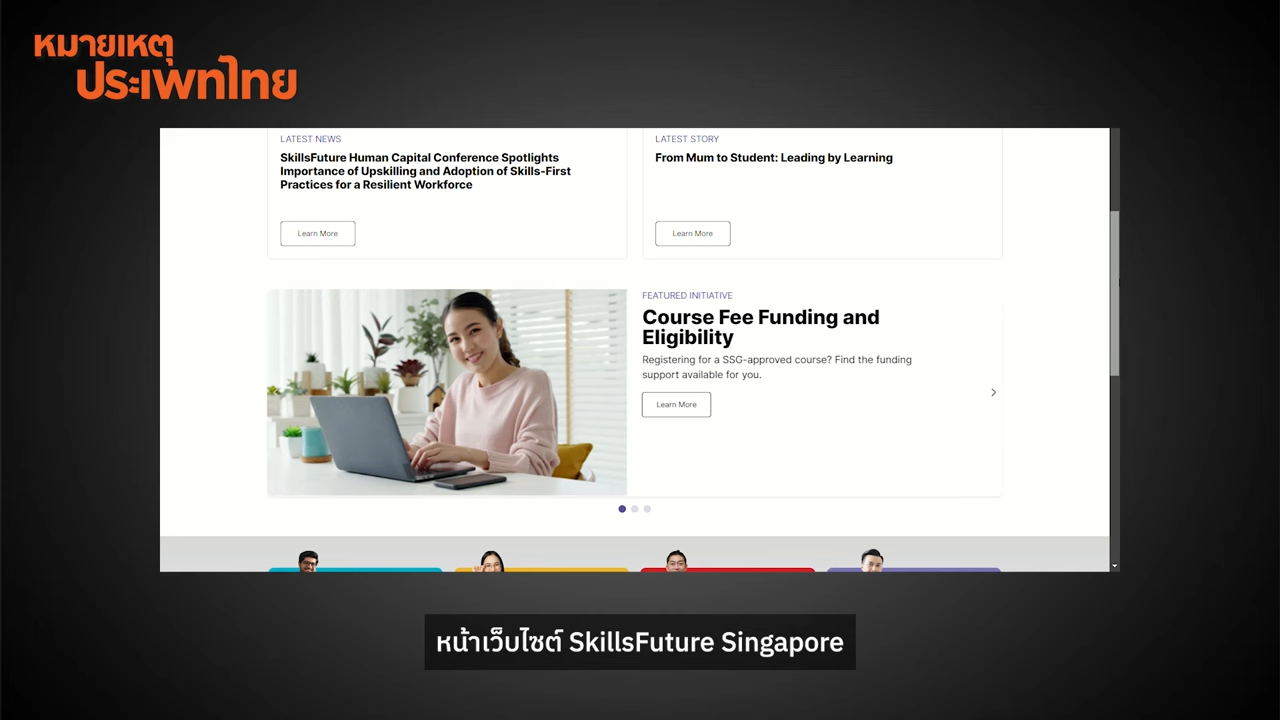 หมายเหตุ
ประเพทไทย
LATEST NEWS
SkillsFuture Human Capital Conference Spotlights
Importance of Upskilling and Adoption of Skills-First
Practices for a Resilient Workforce
Learn More
LATEST STORY
From Mum to Student: Leading by Learning
Learn More
FEATURED INITIATIVE
Course Fee Funding and
Eligibility
Registering for a SSG-approved course? Find the funding
support available for you.
Learn More
หน้าเว็บไซต์ SkillsFuture Singapore